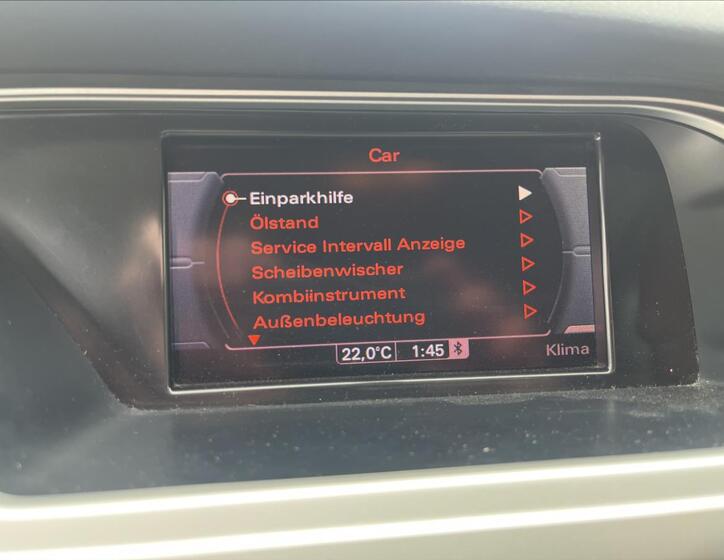 Car
Einparkhilfe
Ölstand
Service Intervall Anzeige
Scheibenwischer
Kombiinstrument
Außenbeleuchtung
22,0°C 1:45 Klima